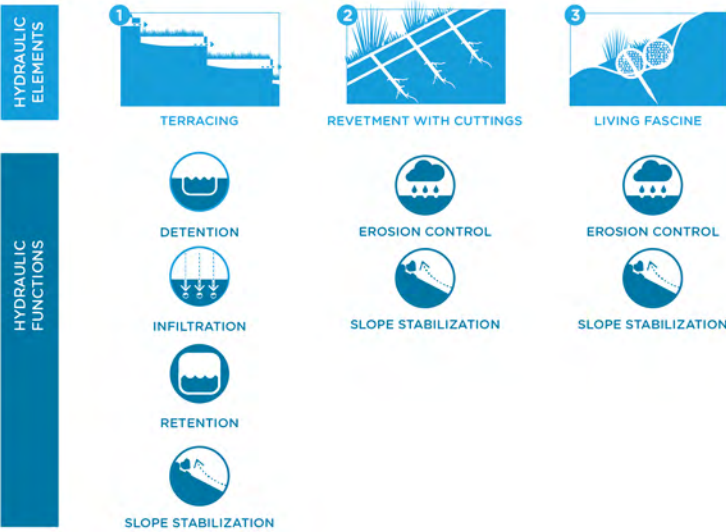 HYDRAULIC
ELEMENTS
1
2
3
TERRACING
REVETMENT WITH CUTTINGS
LIVING FASCINE
HYDRAULIC
FUNCTIONS
DETENTION
EROSION CONTROL
EROSION CONTROL
INFILTRATION
SLOPE STABILIZATION
SLOPE STABILIZATION
RETENTION
SLOPE STABILIZATION